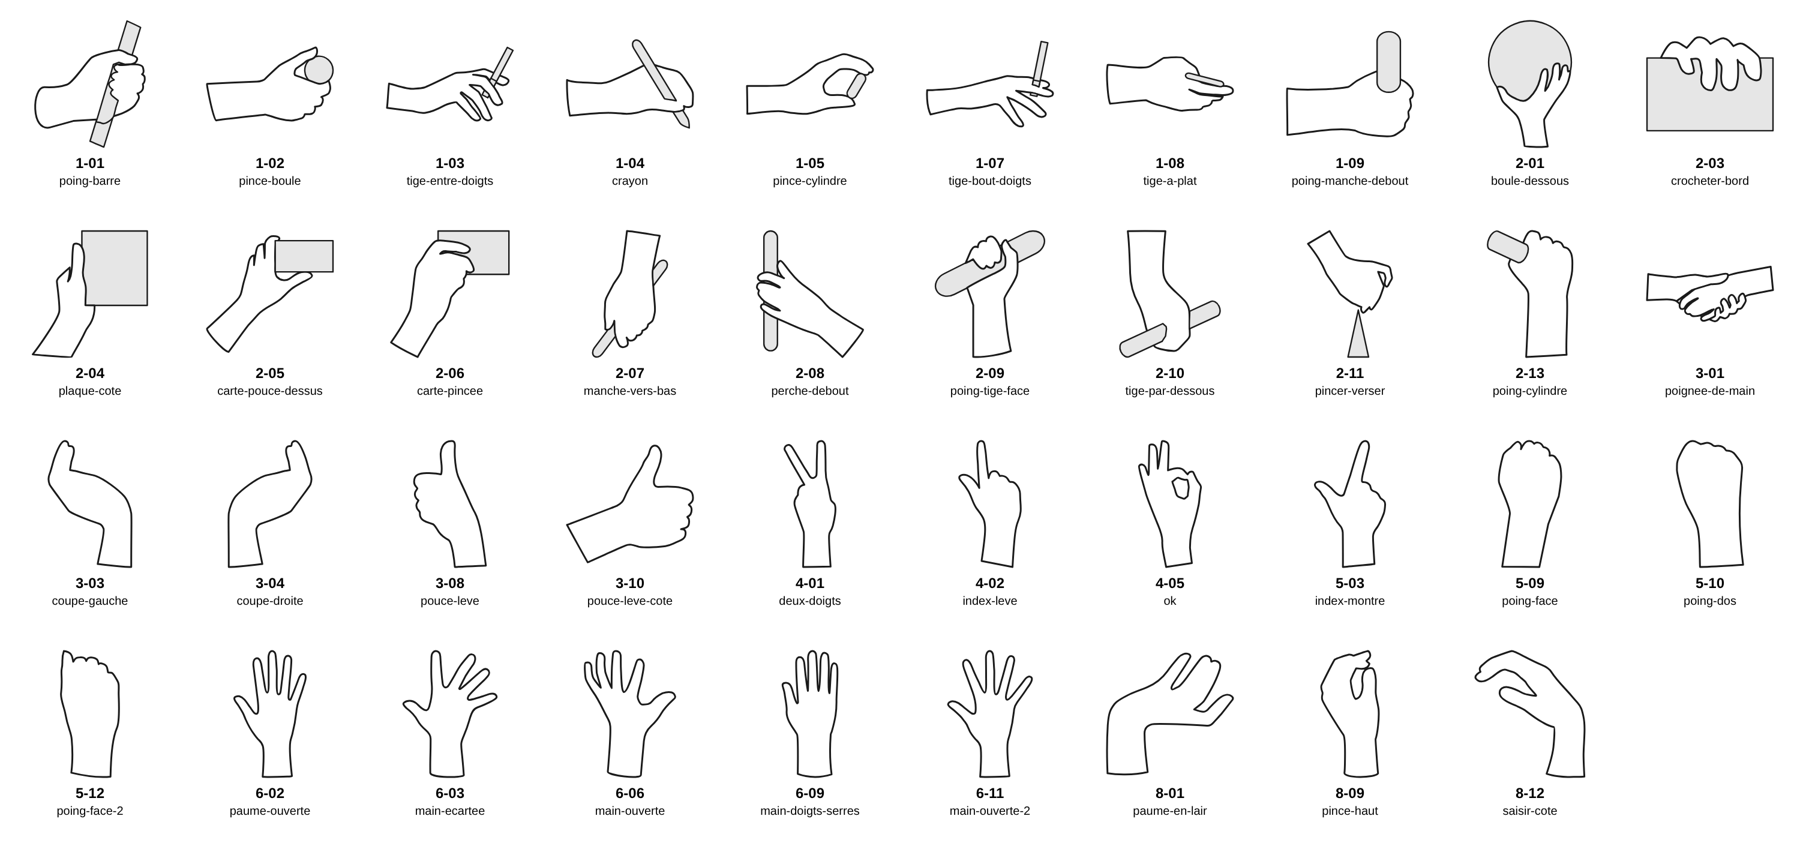 1-01 1-02 1-03 1-04 1-05 1-07 1-08 1-09 2-01 2-03
poing-barre pince-boule tige-entre-doigts crayon pince-cylindre tige-bout-doigts tige-a-plat poing-manche-debout boule-dessous crocheter-bord
2-04 2-05 2-06 2-07 2-08 2-09 2-10 2-11 2-13 3-01
plaque-cote carte-pouce-dessus carte-pincee manche-vers-bas perche-debout poing-tige-face tige-par-dessous pincer-verser poing-cylindre poignee-de-main
3-03 3-04 3-08 3-10 4-01 4-02 4-05 5-03 5-09 5-10
coupe-gauche coupe-droite pouce-leve pouce-leve-cote deux-doigts index-leve ok index-montre poing-face poing-dos
5-12 6-02 6-03 6-06 6-09 6-11 8-01 8-09 8-12
poing-face-2 paume-ouverte main-ecartee main-ouverte main-doigts-serres main-ouverte-2 paume-en-lair pince-haut saisir-cote